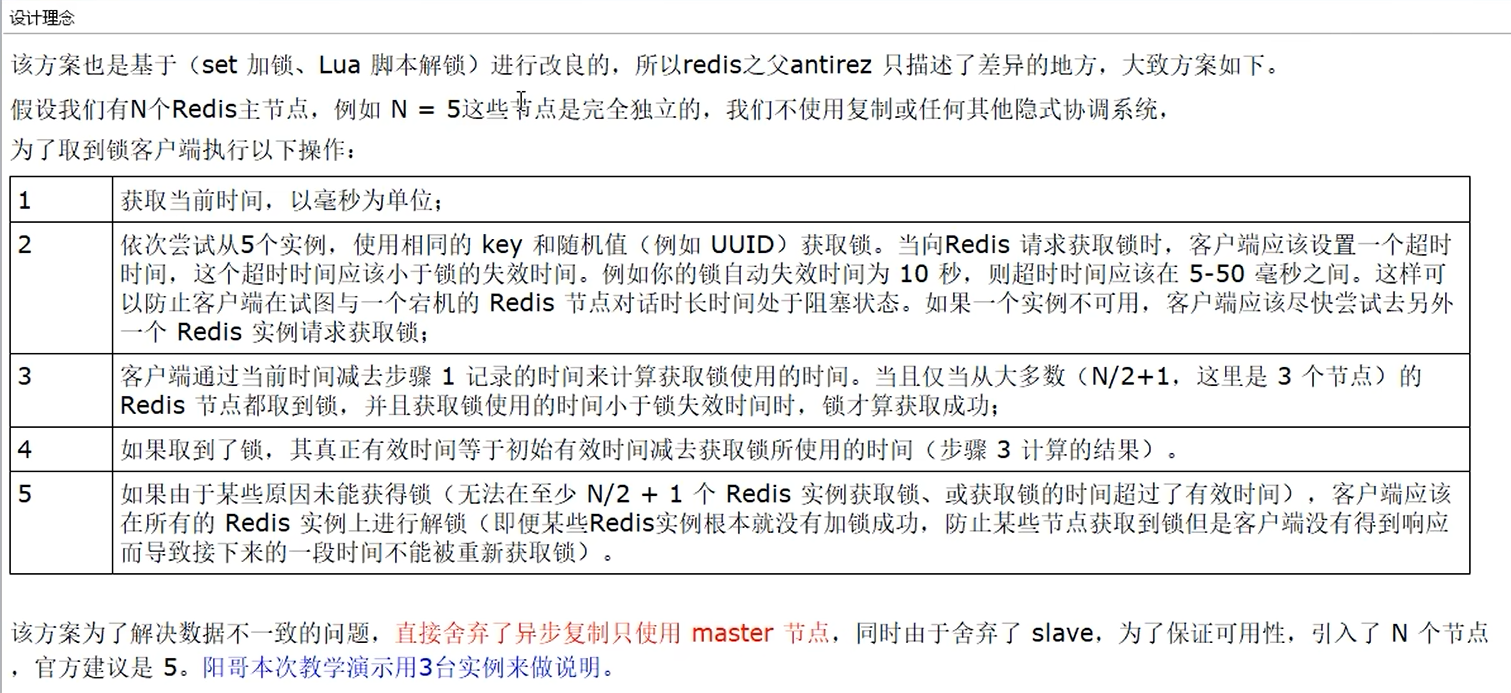 设计理念
该方案也是基于（set 加锁、Lua 脚本解锁）进行改良的，所以redis之父antirez 只描述了差异的地方，大致方案如下。
假设我们有N个Redis主节点，例如 N = 5这些节点是完全独立的，我们不使用复制或任何其他隐式协调系统，
为了取到锁客户端执行以下操作：
1 获取当前时间，以毫秒为单位；
2 依次尝试从5个实例，使用相同的 key 和随机值（例如 UUID）获取锁。当向Redis 请求获取锁时，客户端应该设置一个超时
时间，这个超时时间应该小于锁的失效时间。例如你的锁自动失效时间为 10 秒，则超时时间应该在 5-50 毫秒之间。这样可
以防止客户端在试图与一个宕机的 Redis 节点对话时长时间处于阻塞状态。如果一个实例不可用，客户端应该尽快尝试去另外
一个 Redis 实例请求获取锁；
3 客户端通过当前时间减去步骤 1 记录的时间来计算获取锁使用的时间。当且仅当从大多数（N/2+1，这里是 3 个节点）的
Redis 节点都取到锁，并且获取锁使用的时间小于锁失效时间时，锁才算获取成功；
4 如果取到了锁，其真正有效时间等于初始有效时间减去获取锁所使用的时间（步骤 3 计算的结果）。
5 如果由于某些原因未能获得锁（无法在至少 N/2 + 1 个 Redis 实例获取锁、或获取锁的时间超过了有效时间），客户端应该
在所有的 Redis 实例上进行解锁（即便某些Redis实例根本就没有加锁成功，防止某些节点获取到锁但是客户端没有得到响应
而导致接下来的一段时间不能被重新获取锁）。
该方案为了解决数据不一致的问题，直接舍弃了异步复制只使用 master 节点，同时由于舍弃了 slave，为了保证可用性，引入了 N 个节点
，官方建议是 5。阳哥本次教学演示用3台实例来做说明。